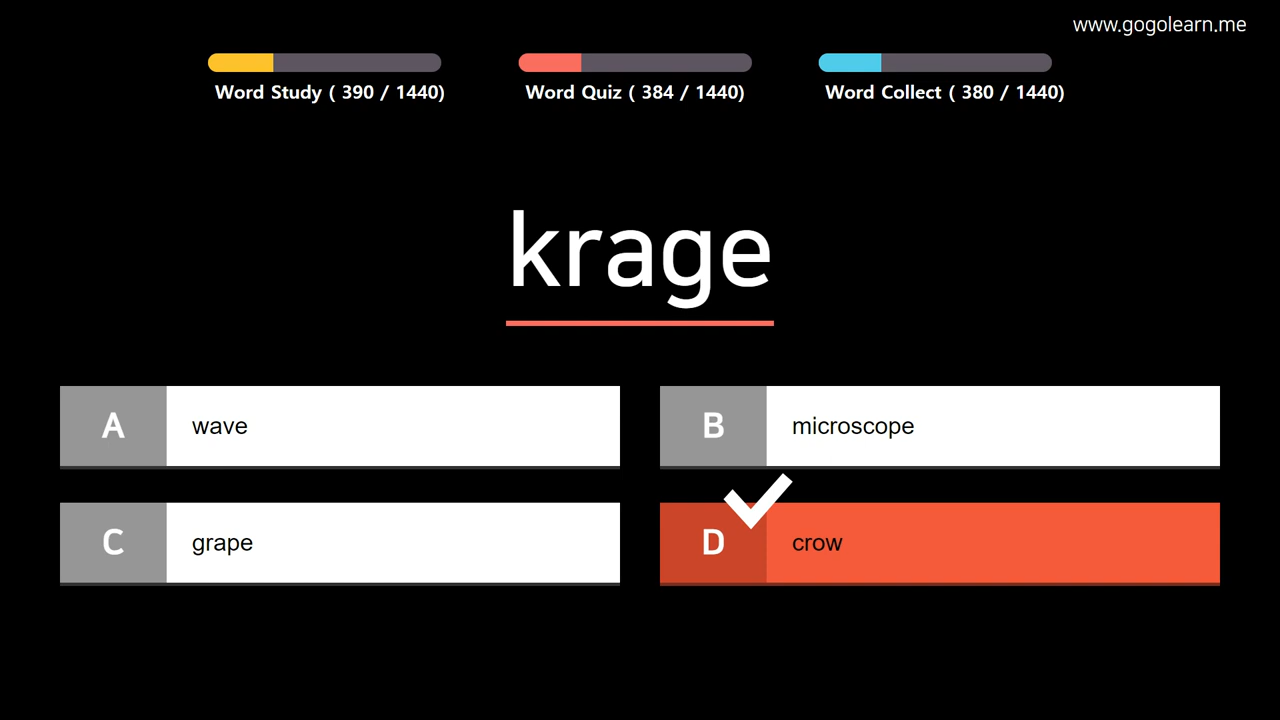 www.gogolearn.me
Word Study ( 390 / 1440)
Word Quiz ( 384 / 1440)
Word Collect ( 380 / 1440)
krage
A
wave
B
microscope
C
grape
D
crow